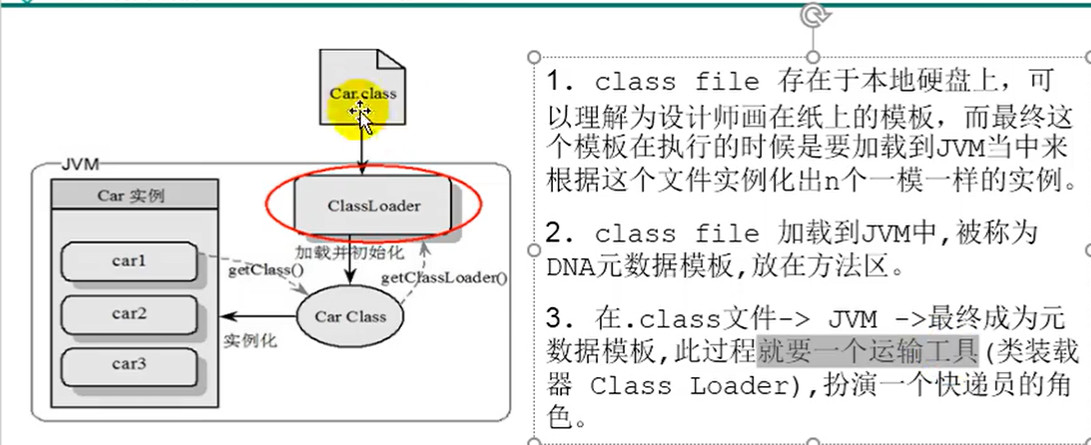 Car.class
JVM
Car 实例
car1
car2
car3
ClassLoader
加载并初始化
getClass()
getClassLoader()
Car Class
实例化
1. class file 存在于本地硬盘上，可
以理解为设计师画在纸上的模板，而最终这
个模板在执行的时候是要加载到JVM当中来
根据这个文件实例化出n个一模一样的实例。
2. class file 加载到JVM中,被称为
DNA元数据模板,放在方法区。
3. 在.class文件-> JVM ->最终成为元
数据模板,此过程就要一个运输工具(类装载
器 Class Loader),扮演一个快递员的角
色。